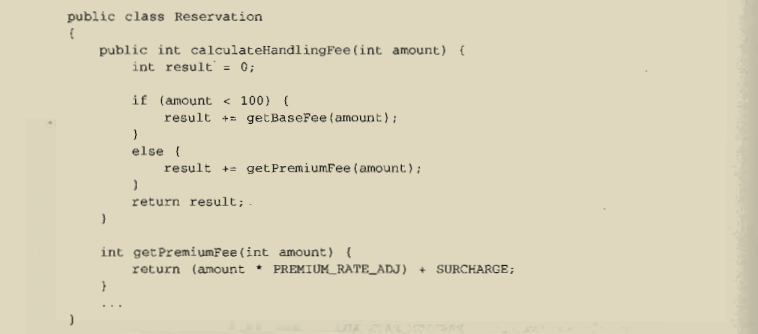 public class Reservation
{
    public int calculateHandlingFee(int amount) {
        int result = 0;

        if (amount < 100) {
            result += getBaseFee(amount);
        }
        else {
            result += getPremiumFee(amount);
        }
        return result;
    }

    int getPremiumFee(int amount) {
        return (amount * PREMIUM_RATE_ADJ) + SURCHARGE;
    }
    ...
}